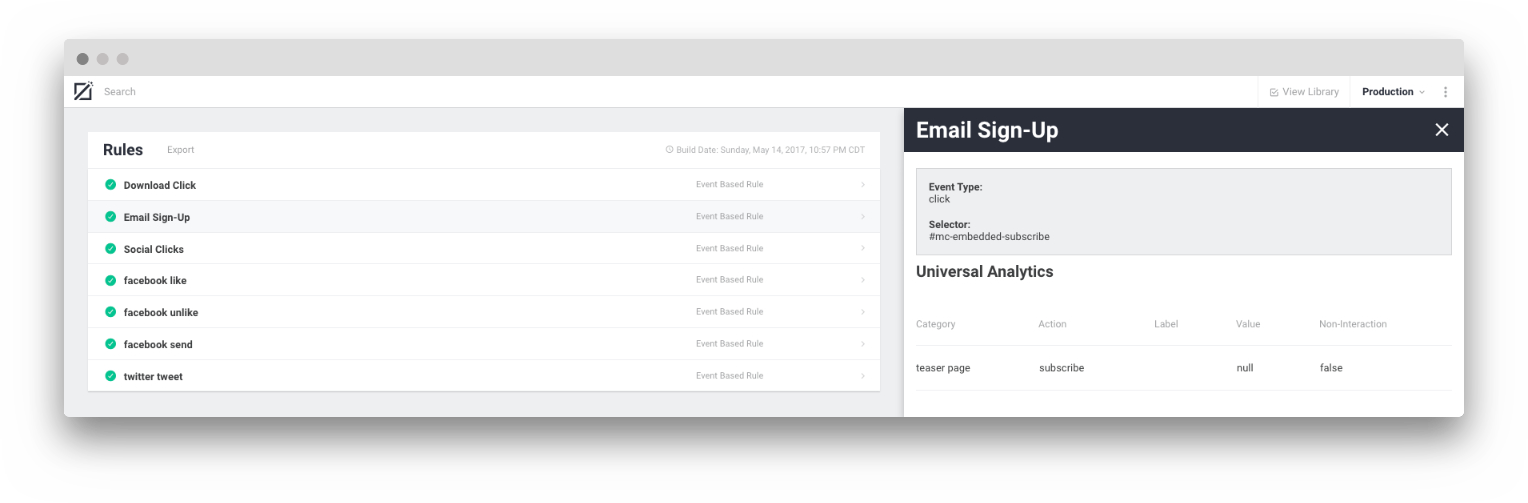 Search
View Library
Production
Rules
Export
Build Date: Sunday, May 14, 2017, 10:57 PM CDT
Download Click Event Based Rule
Email Sign-Up Event Based Rule
Social Clicks Event Based Rule
facebook like Event Based Rule
facebook unlike Event Based Rule
facebook send Event Based Rule
twitter tweet Event Based Rule
Email Sign-Up
Event Type:
click
Selector:
#mc-embedded-subscribe
Universal Analytics
Category Action Label Value Non-Interaction
teaser page subscribe null false